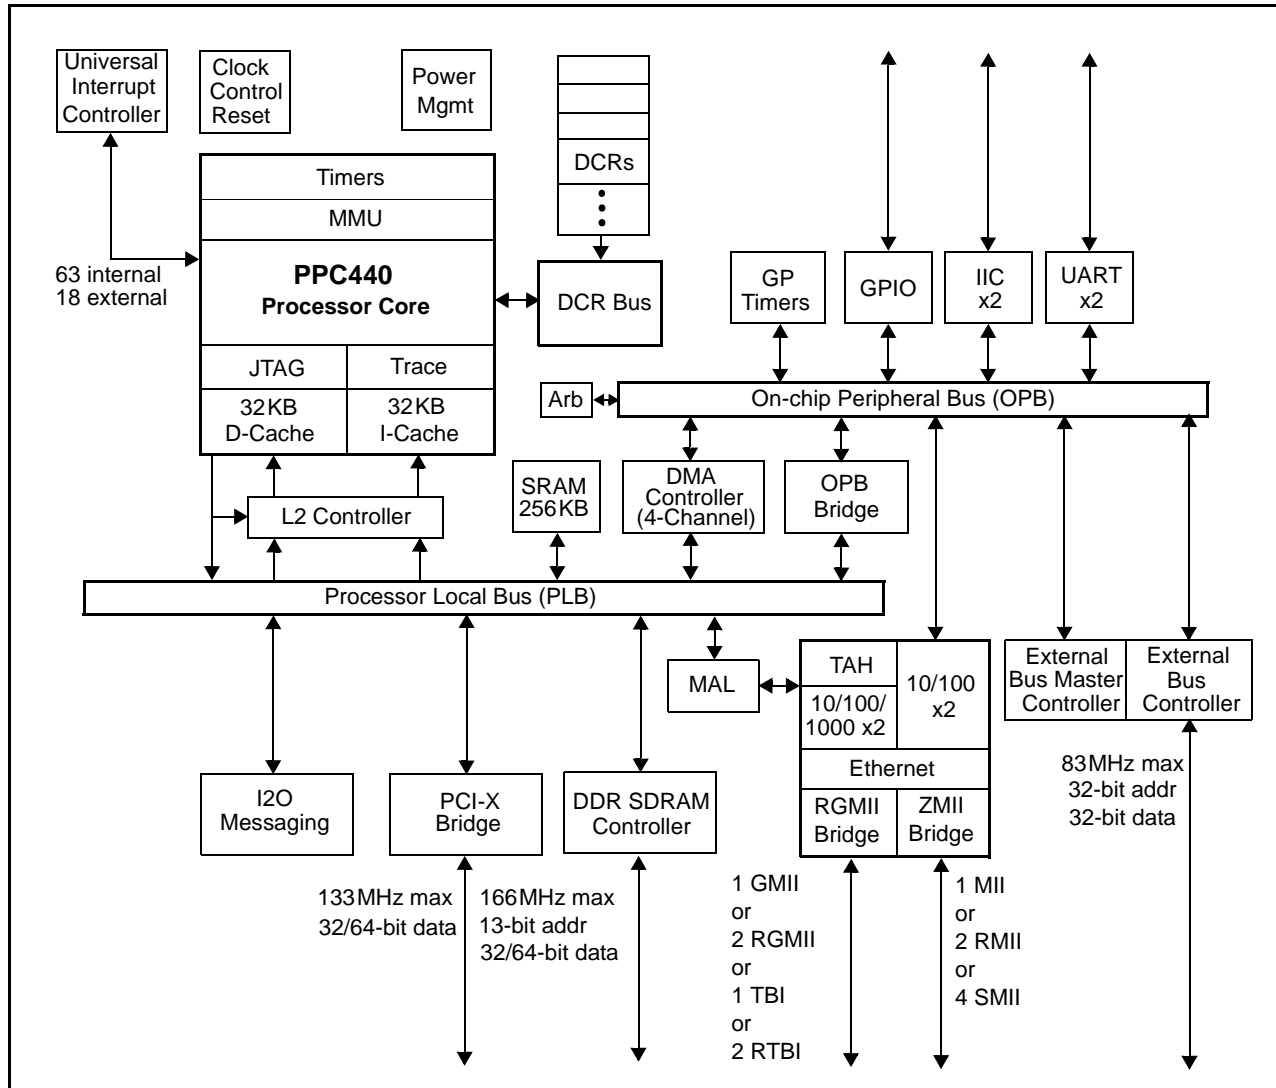 Universal
Interrupt
Controller
Clock
Control
Reset
Power
Mgmt
DCRs
Timers
MMU
PPC440
Processor Core
63 internal
18 external
DCR Bus
GP
Timers
GPIO
IIC
x2
UART
x2
JTAG
Trace
32KB
D-Cache
32KB
I-Cache
Arb
On-chip Peripheral Bus (OPB)
L2 Controller
SRAM
256KB
DMA
Controller
(4-Channel)
OPB
Bridge
Processor Local Bus (PLB)
MAL
TAH
10/100/
1000 x2
10/100
x2
Ethernet
RGMII
Bridge
ZMII
Bridge
External
Bus Master
Controller
External
Bus
Controller
83MHz max
32-bit addr
32-bit data
I2O
Messaging
PCI-X
Bridge
DDR SDRAM
Controller
133MHz max
32/64-bit data
166MHz max
13-bit addr
32/64-bit data
1 GMII
or
2 RGMII
or
1 TBI
or
2 RTBI
1 MII
or
2 RMII
or
4 SMII